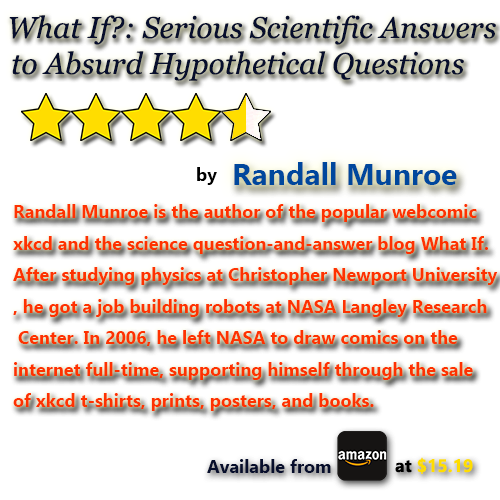 What If?: Serious Scientific Answers
to Absurd Hypothetical Questions
by Randall Munroe
Randall Munroe is the author of the popular webcomic
xkcd and the science question-and-answer blog What If.
After studying physics at Christopher Newport University
, he got a job building robots at NASA Langley Research
Center. In 2006, he left NASA to draw comics on the
internet full-time, supporting himself through the sale
of xkcd t-shirts, prints, posters, and books.
Available from amazon at $15.19